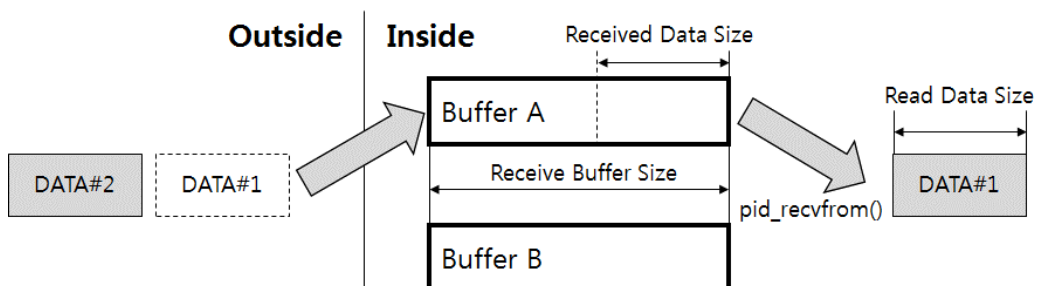 Outside
Inside
Received Data Size
Buffer A
Read Data Size
DATA#2
DATA#1
Receive Buffer Size
DATA#1
pid_recvfrom()
Buffer B